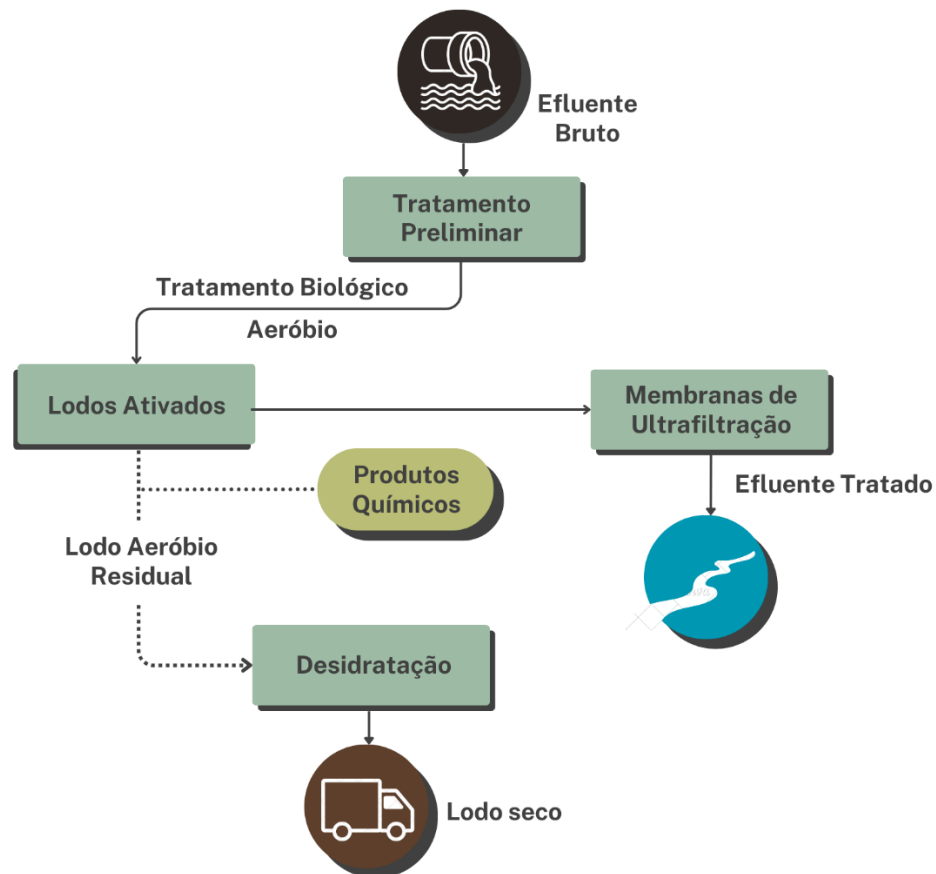 Efluente
Bruto
Tratamento
Preliminar
Tratamento Biológico
Aeróbio
Lodos Ativados
Membranas de
Ultrafiltração
Produtos
Químicos
Efluente Tratado
Lodo Aeróbio
Residual
Desidratação
Lodo seco